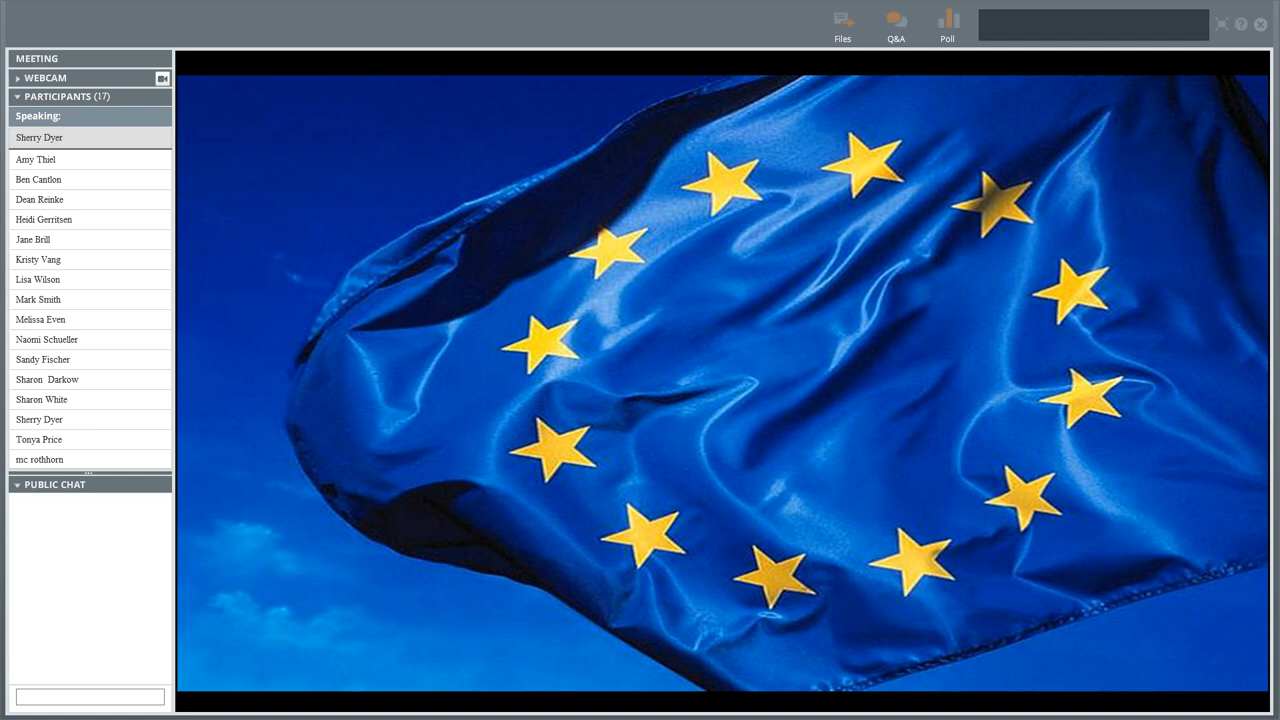 Files Q&A Poll
MEETING
WEBCAM
PARTICIPANTS (17)
Speaking:
Sherry Dyer
Amy Thiel
Ben Cantlon
Dean Reinke
Heidi Gerritsen
Jane Brill
Kristy Vang
Lisa Wilson
Mark Smith
Melissa Even
Naomi Schueller
Sandy Fischer
Sharon Darkow
Sharon White
Sherry Dyer
Tonya Price
mc rothhorn
PUBLIC CHAT